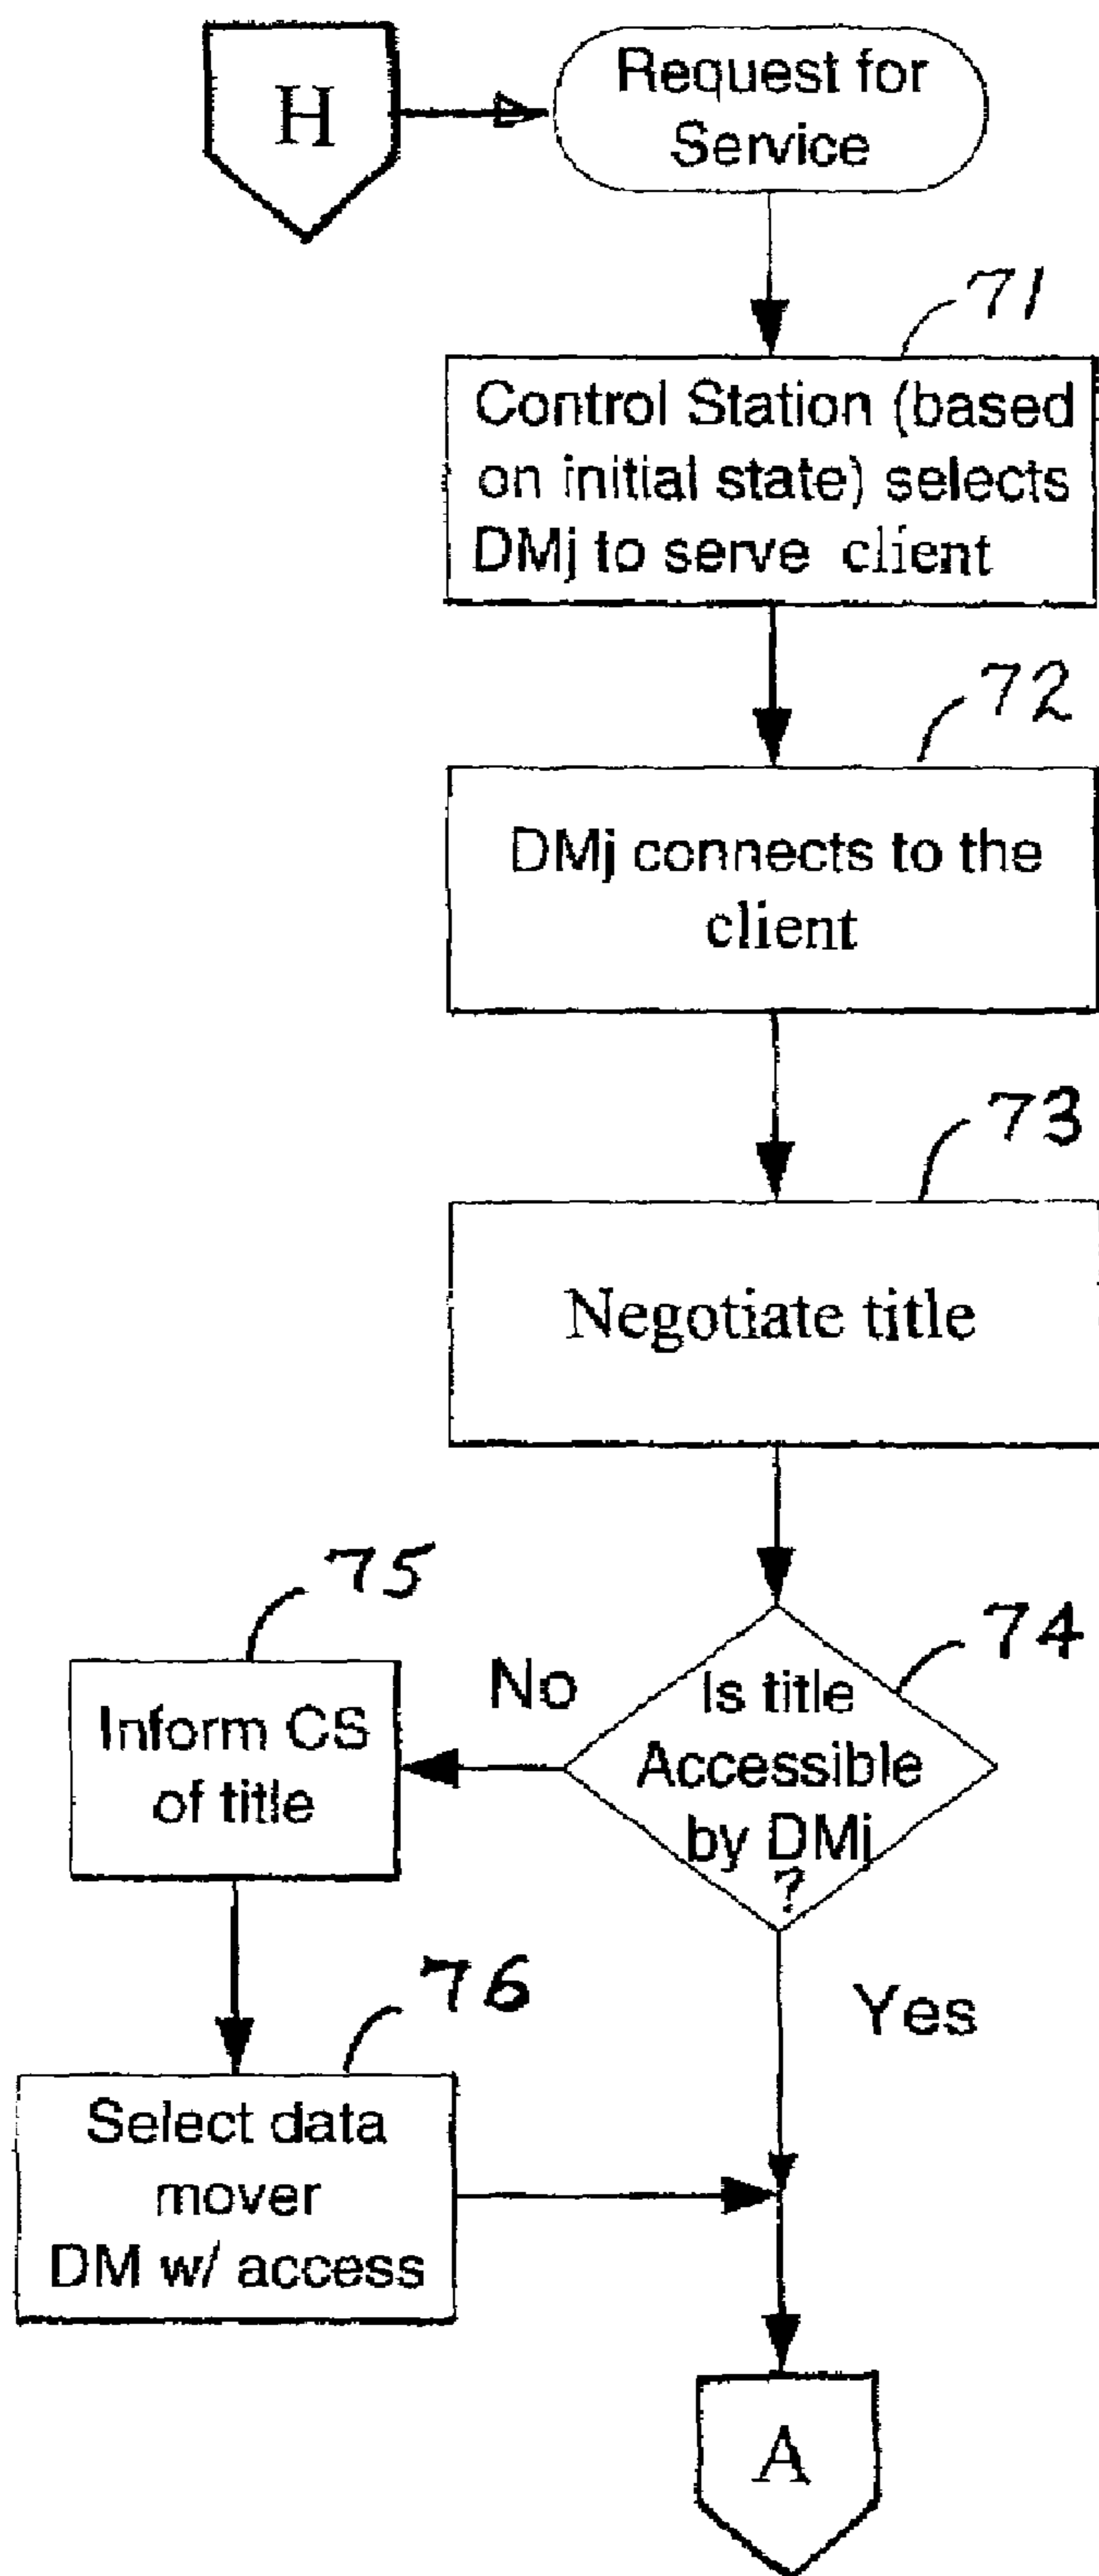 H
Request for
Service
71
Control Station (based
on initial state) selects
DMj to serve client
72
DMj connects to the
client
73
Negotiate title
74
Is title
Accessible
by DMj
?
No
75
Inform CS
of title
Yes
76
Select data
mover
DM w/ access
A